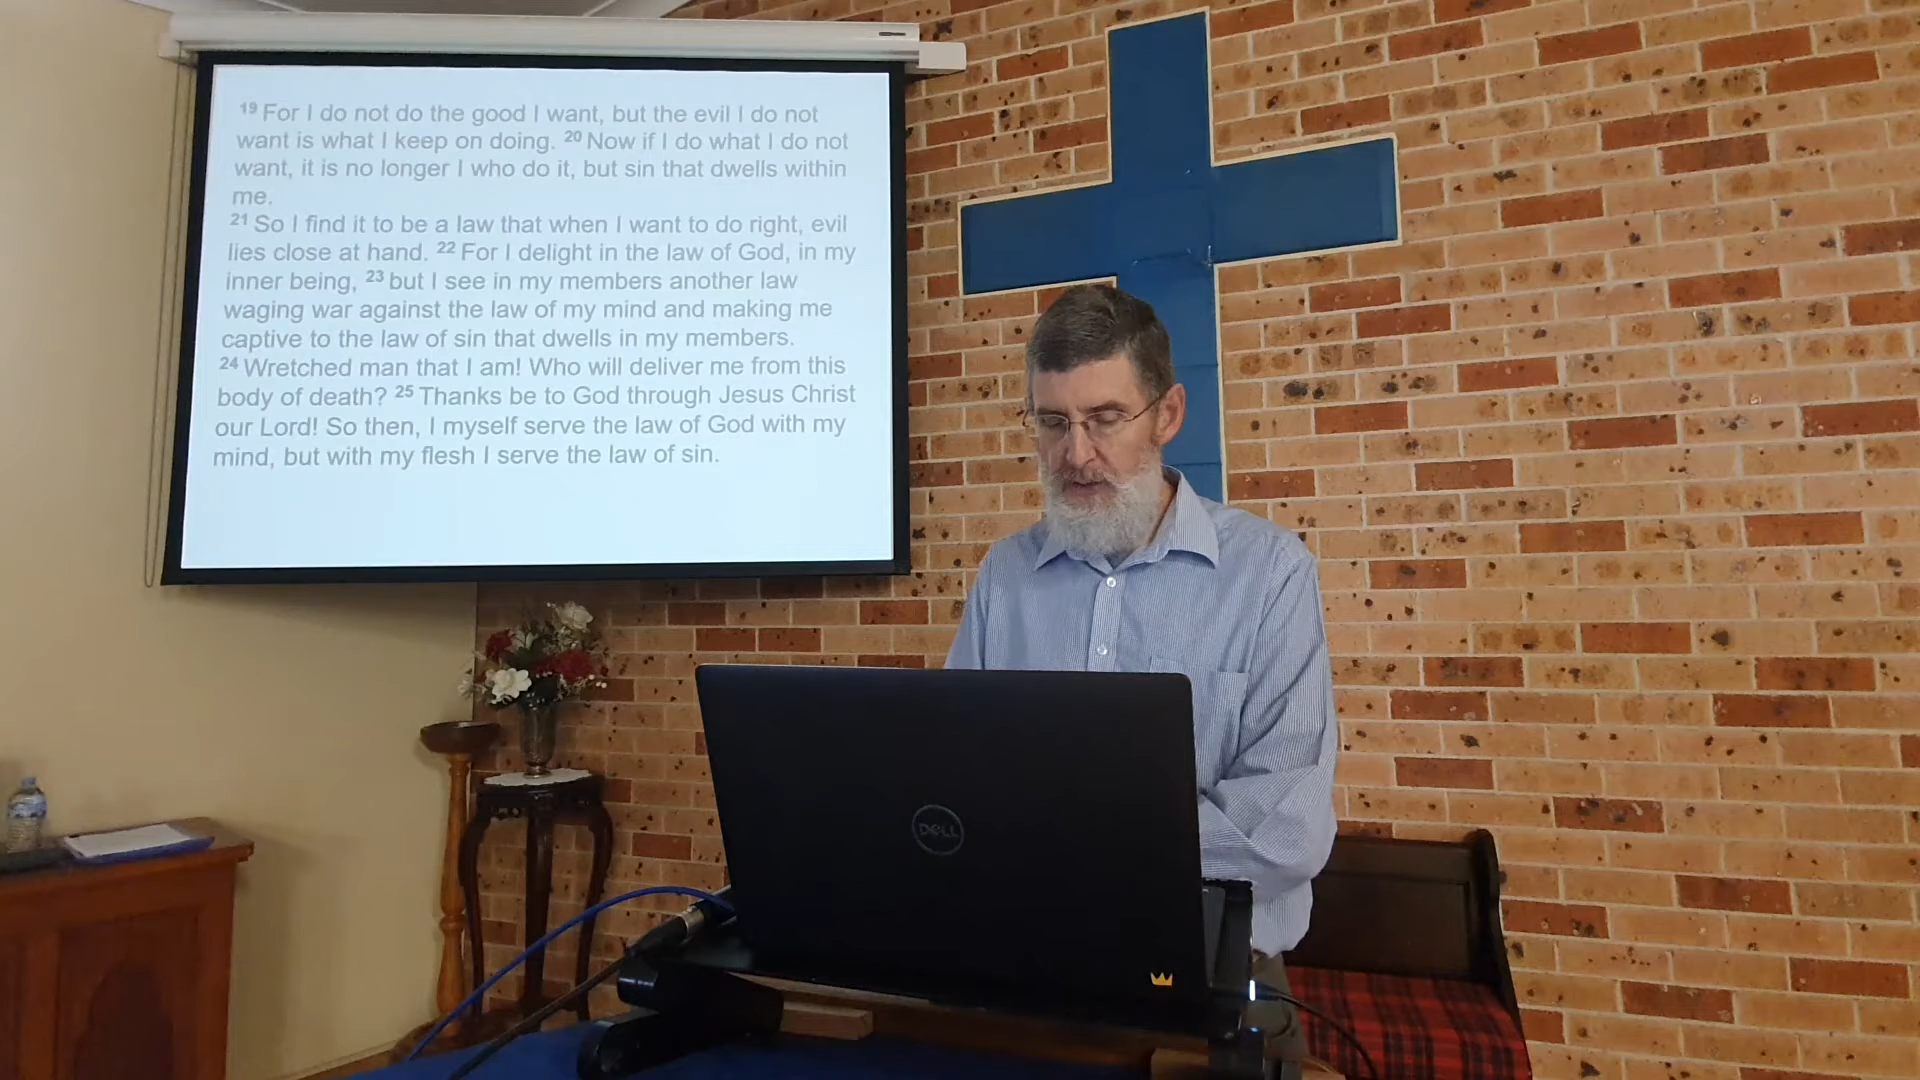 19 For I do not do the good I want, but the evil I do not
want is what I keep on doing. 20 Now if I do what I do not
want, it is no longer I who do it, but sin that dwells within
me.
21 So I find it to be a law that when I want to do right, evil
lies close at hand. 22 For I delight in the law of God, in my
inner being, 23 but I see in my members another law
waging war against the law of my mind and making me
captive to the law of sin that dwells in my members.
24 Wretched man that I am! Who will deliver me from this
body of death? 25 Thanks be to God through Jesus Christ
our Lord! So then, I myself serve the law of God with my
mind, but with my flesh I serve the law of sin.
DELL